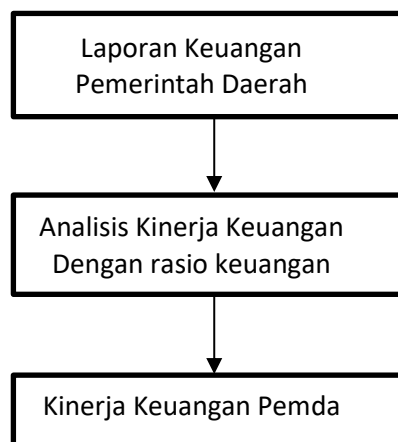 Laporan Keuangan
Pemerintah Daerah
Analisis Kinerja Keuangan
Dengan rasio keuangan
Kinerja Keuangan Pemda